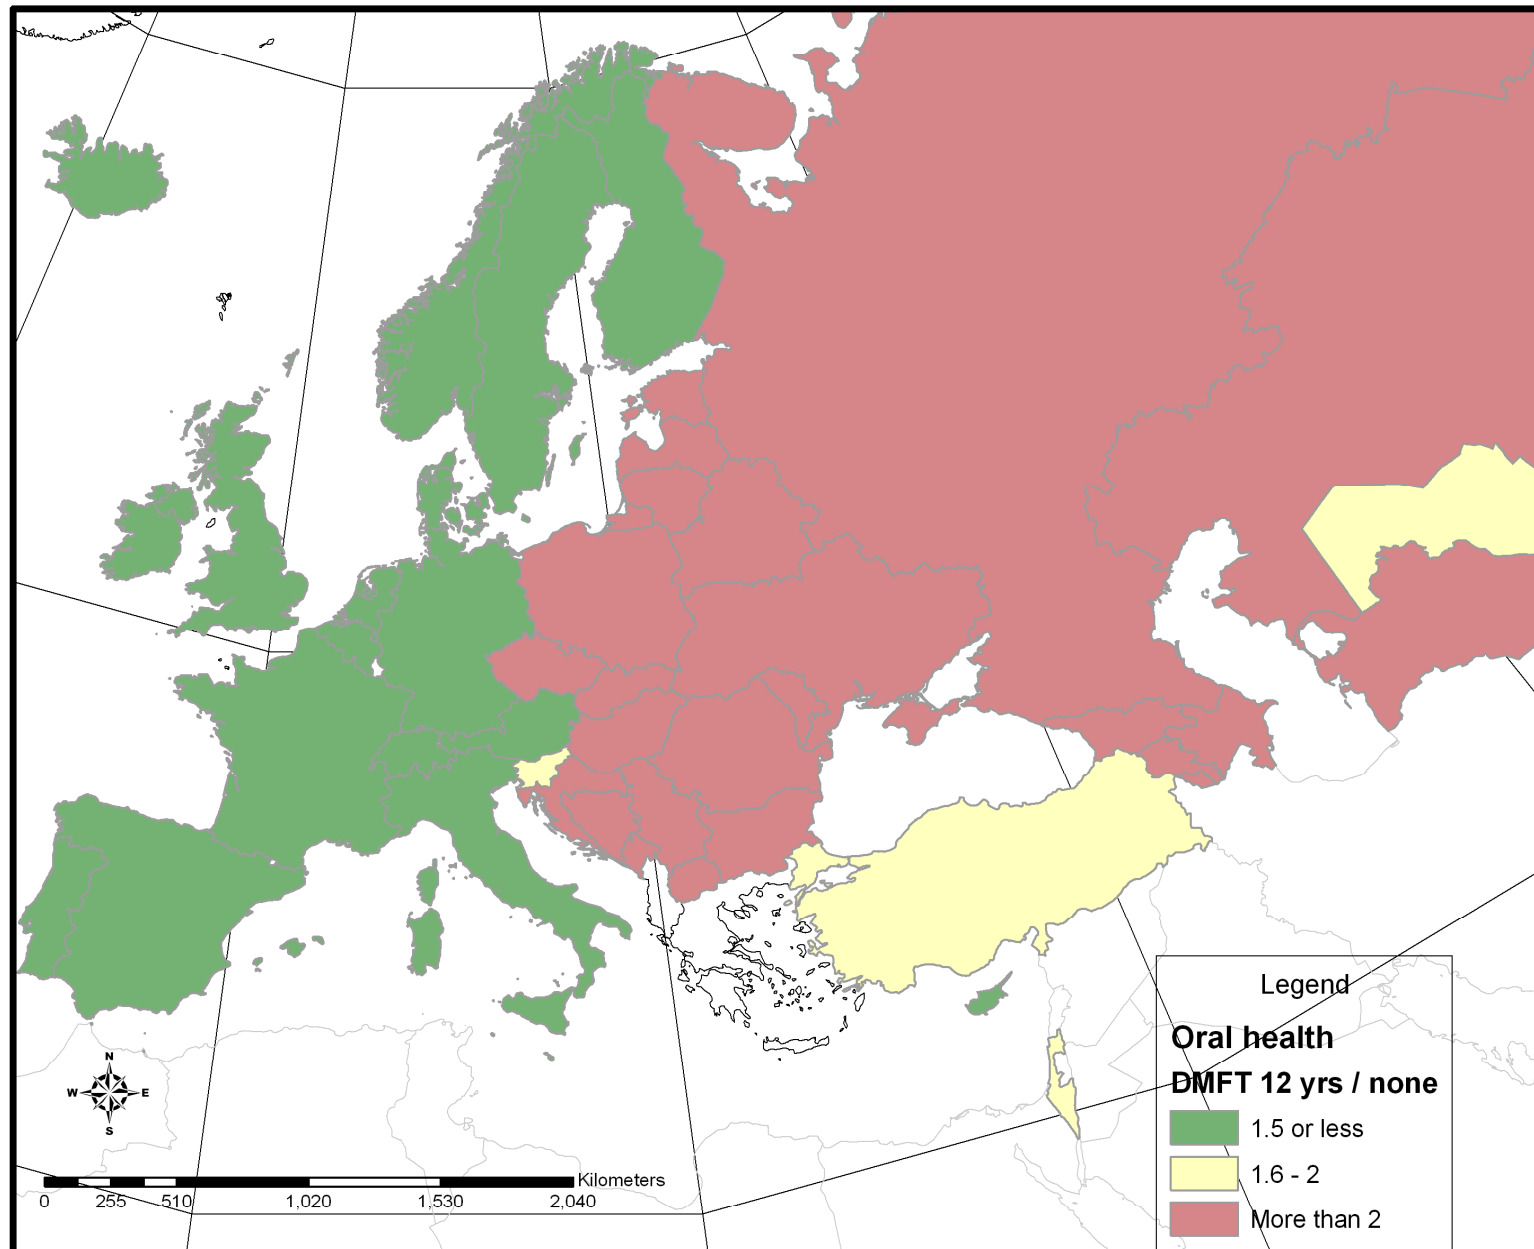 Legend
Oral health
DMFT 12 yrs / none
1.5 or less
1.6 - 2
More than 2
N
W E
S
Kilometers
0 255 510 1,020 1,530 2,040